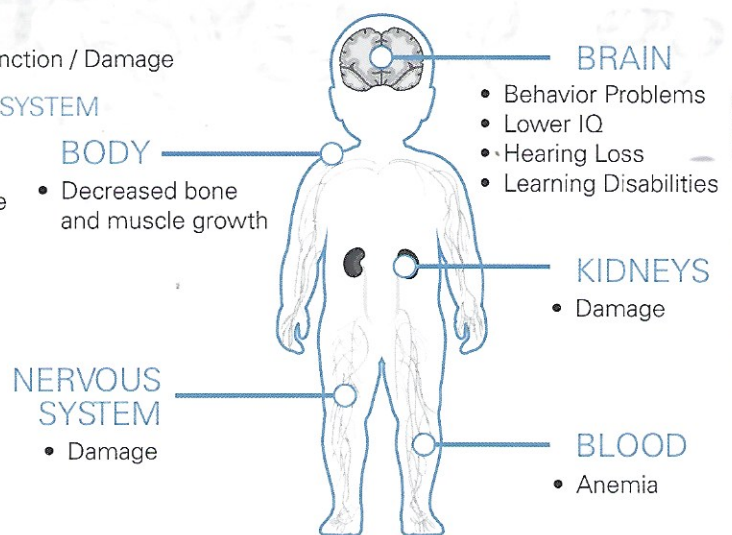 nction / Damage
SYSTEM
BODY
e
• Decreased bone
and muscle growth
NERVOUS
SYSTEM
• Damage
BRAIN
• Behavior Problems
• Lower IQ
• Hearing Loss
• Learning Disabilities
KIDNEYS
• Damage
BLOOD
• Anemia